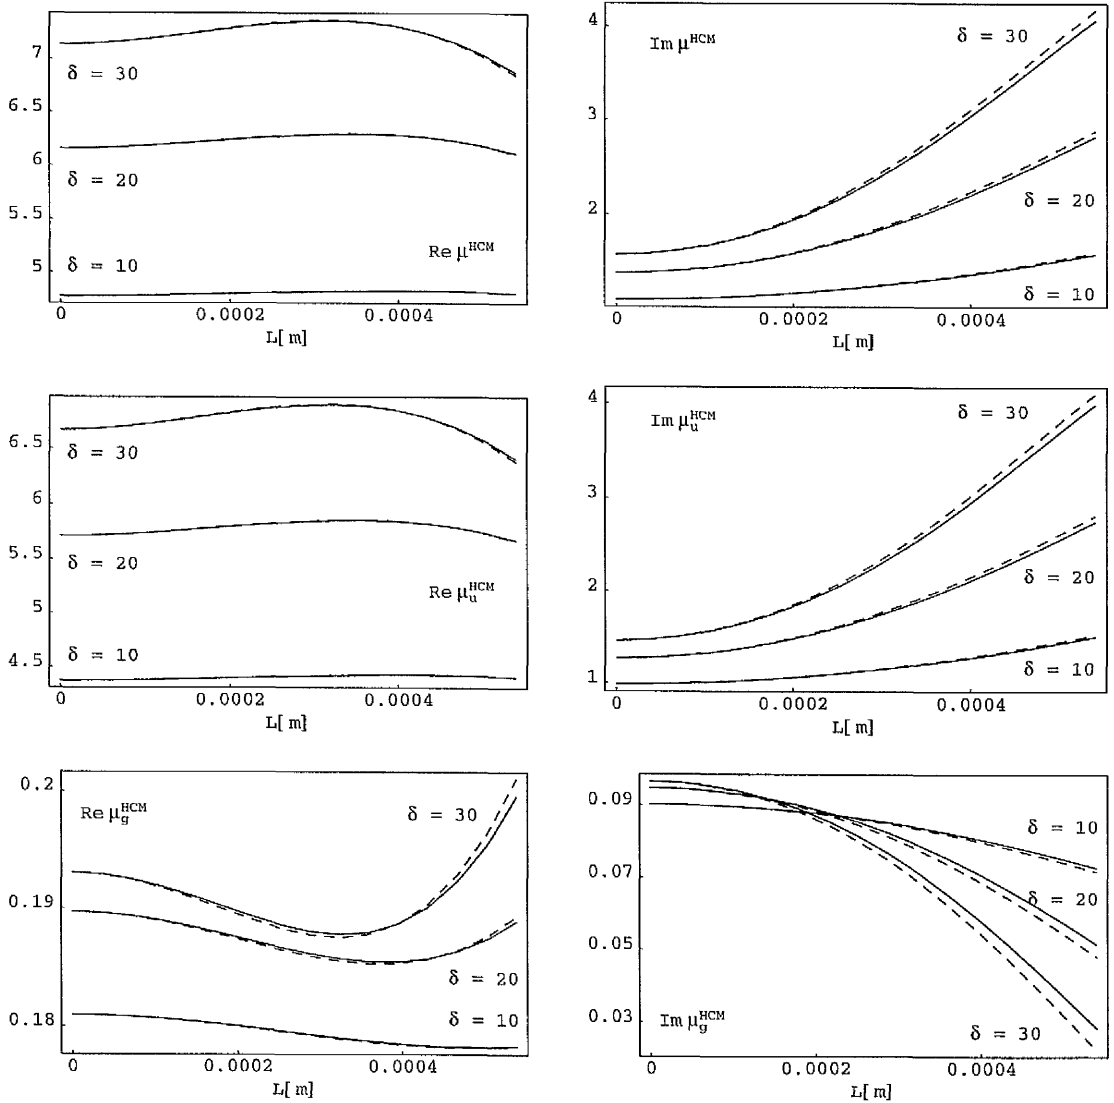 7
6.5
6
5.5
5
δ = 30
δ = 20
δ = 10
Re μ^HCM
0 0.0002 0.0004
L[ m]
4
3
2
Im μ^HCM
δ = 30
δ = 20
δ = 10
0 0.0002 0.0004
L[ m]
6.5
6
5.5
5
4.5
δ = 30
δ = 20
δ = 10
Re μ_u^HCM
0 0.0002 0.0004
L[ m]
4
3
2
1
Im μ_u^HCM
δ = 30
δ = 20
δ = 10
0 0.0002 0.0004
L[ m]
0.2
0.19
0.18
Re μ_g^HCM
δ = 30
δ = 20
δ = 10
0 0.0002 0.0004
L[ m]
0.09
0.07
0.05
0.03
δ = 10
δ = 20
Im μ_g^HCM
δ = 30
0 0.0002 0.0004
L[ m]